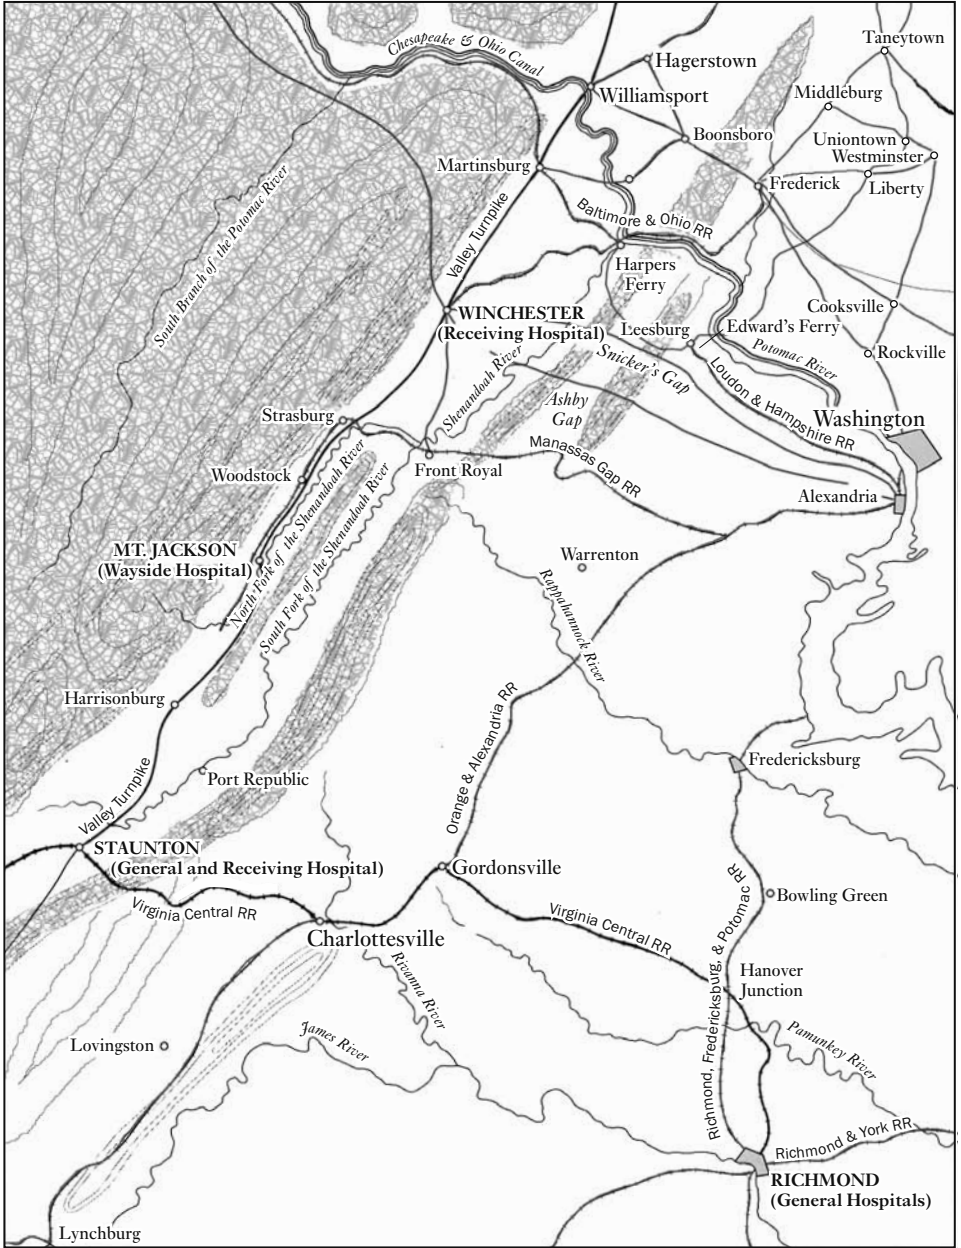 Chesapeake & Ohio Canal
Taneytown
Hagerstown
Middleburg
Williamsport
Boonsboro
Uniontown
Westminster
Martinsburg
Frederick
Liberty
South Branch of the Potomac River
Valley Turnpike
Baltimore & Ohio RR
Harpers
Ferry
WINCHESTER
(Receiving Hospital)
Leesburg
Edward's Ferry
Cooksville
Potomac River
Rockville
Snicker's Gap
Shenandoah River
Loudon & Hampshire RR
Ashby
Gap
Strasburg
Washington
Manassas Gap RR
Front Royal
Woodstock
Alexandria
North Fork of the Shenandoah River
South Fork of the Shenandoah River
MT. JACKSON
(Wayside Hospital)
Warrenton
Rappahannock River
Harrisonburg
Orange & Alexandria RR
Fredericksburg
Port Republic
Valley Turnpike
STAUNTON
(General and Receiving Hospital)
Gordonsville
Bowling Green
Virginia Central RR
Virginia Central RR
Richmond, Fredericksburg, & Potomac RR
Charlottesville
Rivanna River
Hanover
Junction
James River
Pamunkey River
Lovingston
Richmond & York RR
RICHMOND
(General Hospitals)
Lynchburg